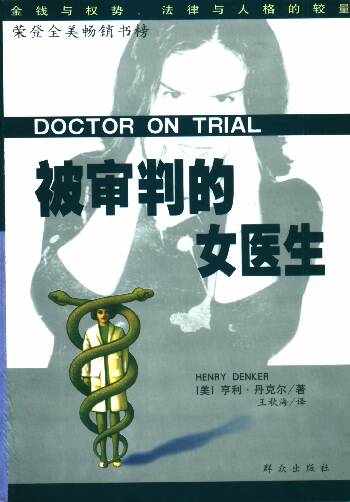 金钱与权势．法律与人格的较量
荣登全美畅销书榜
DOCTOR ON TRIAL
被审判的
女医生
HENRY DENKER
[美] 亨利·丹克尔/著
王秋海/译
群众出版社